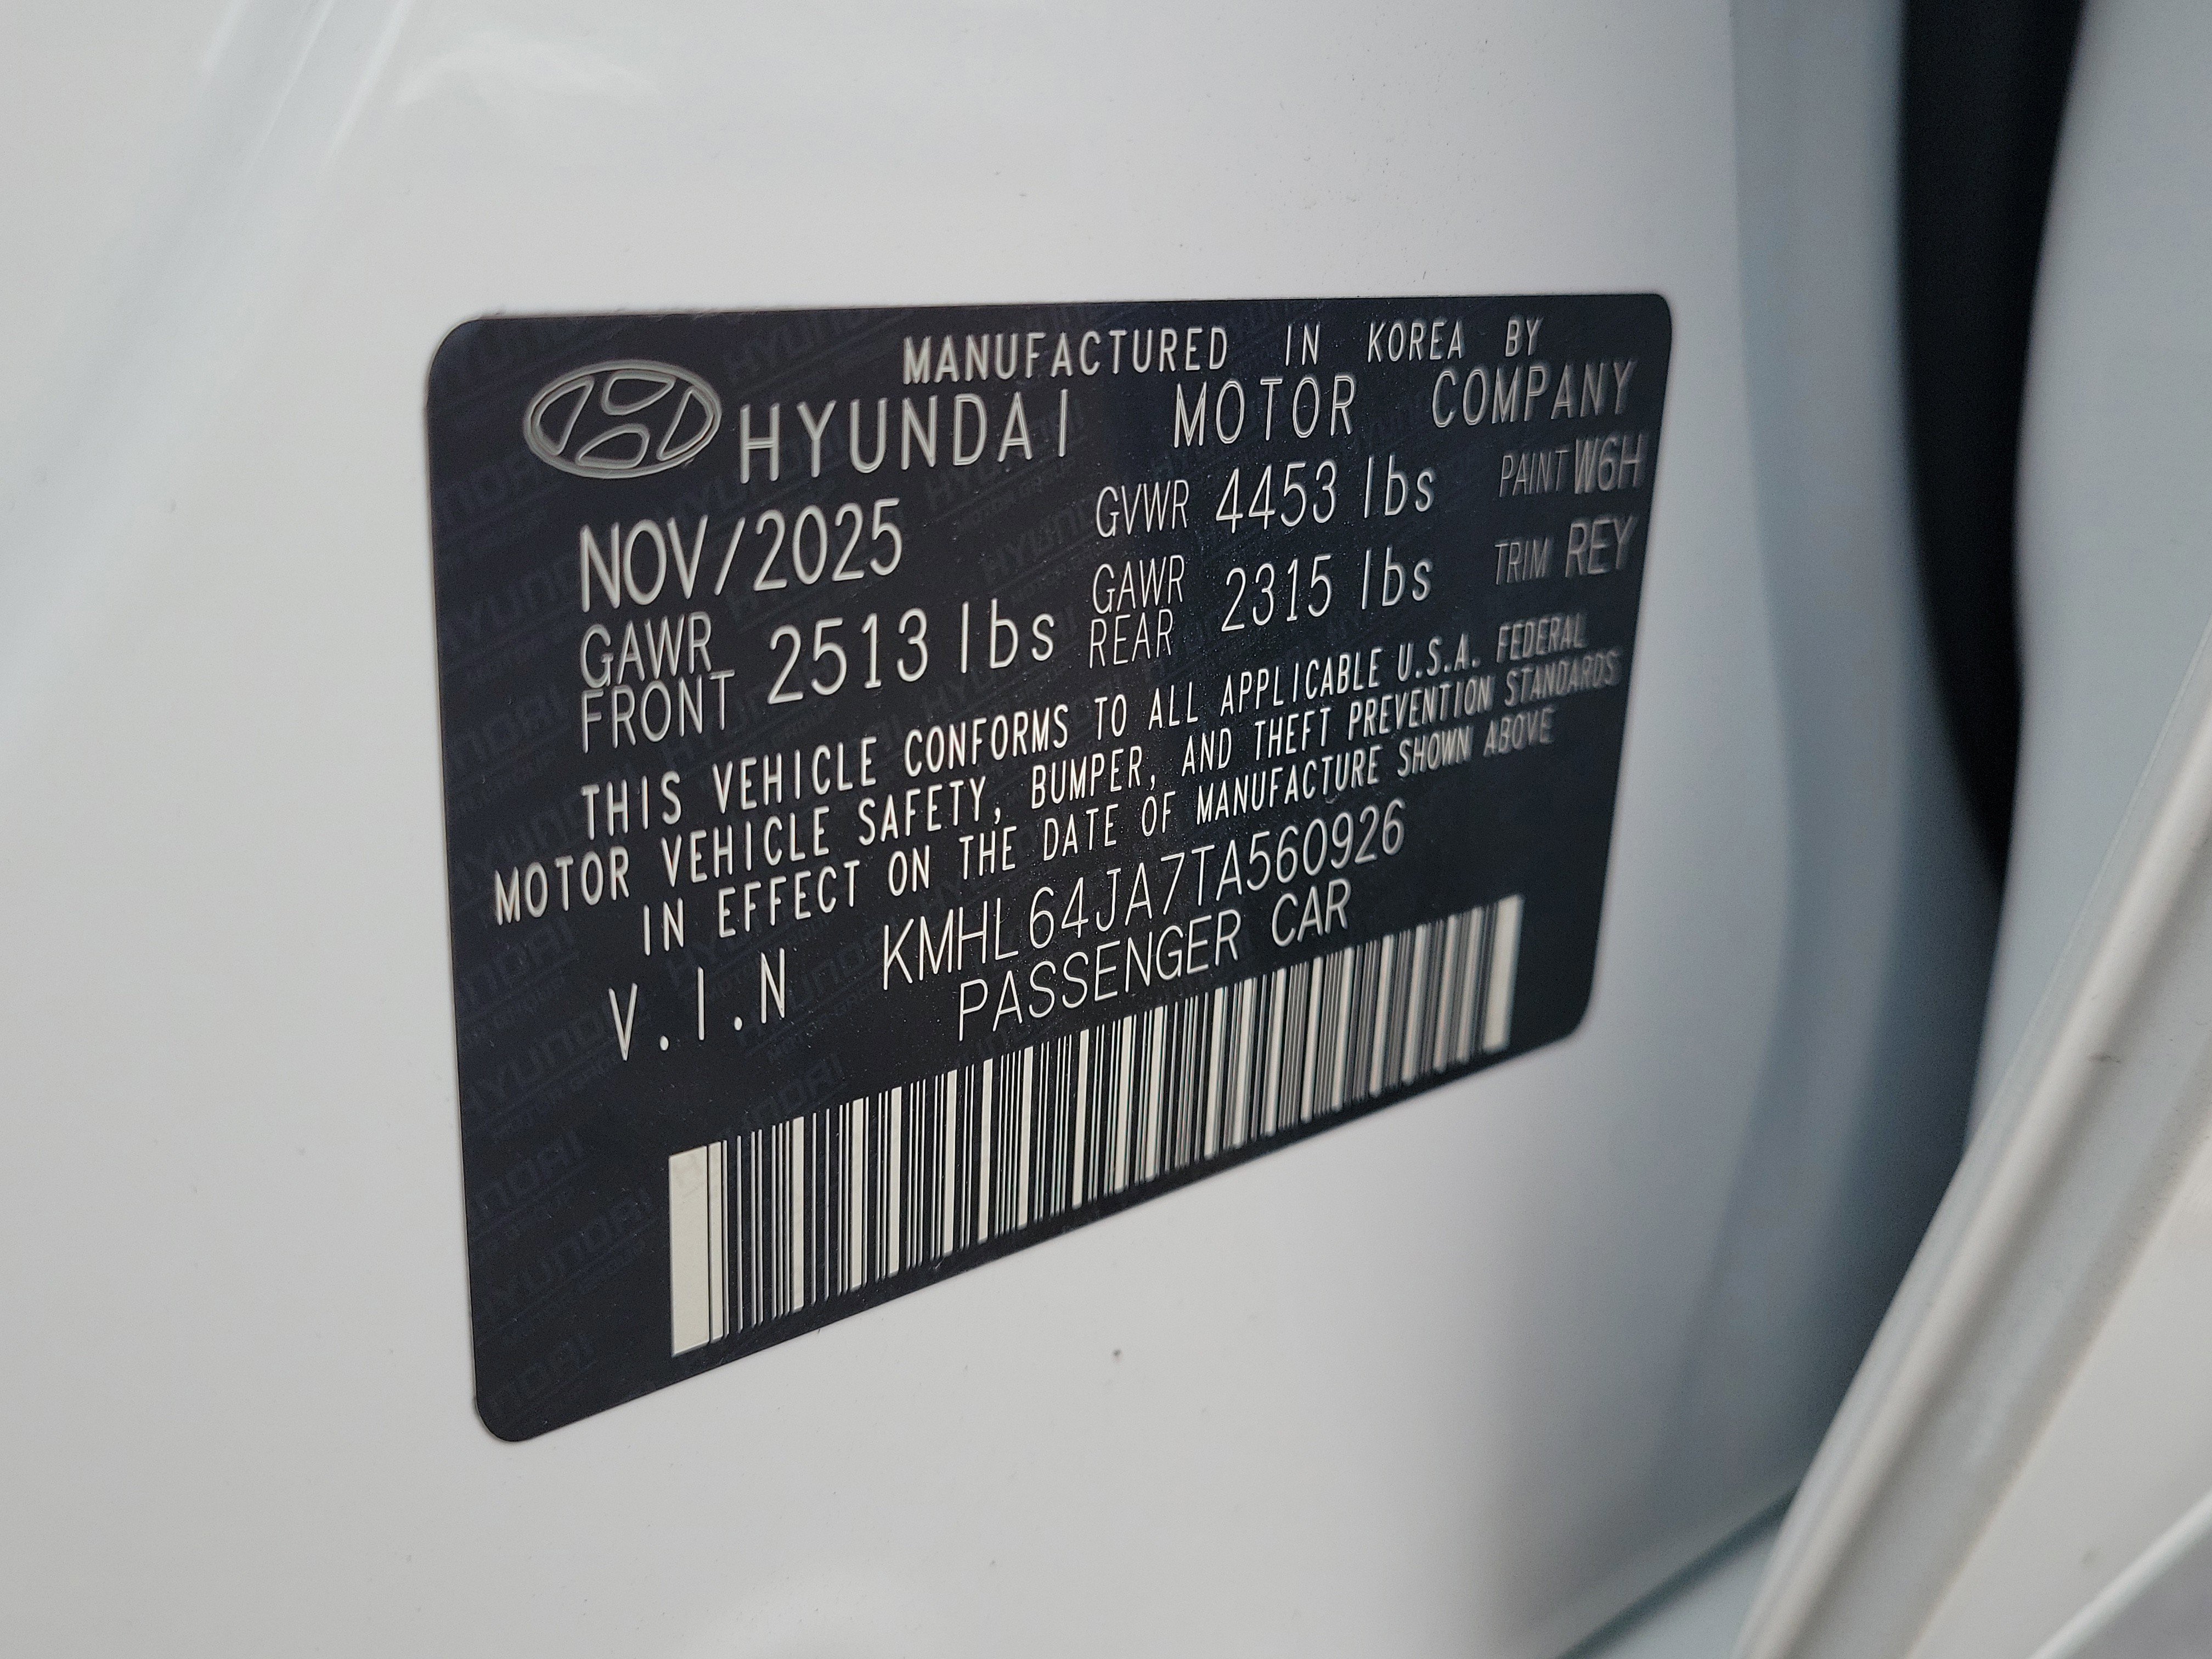 MANUFACTURED IN KOREA BY
HYUNDAI MOTOR COMPANY
NOV/2025 GVWR 4453 lbs PAINT W6H
GAWR FRONT 2513 lbs GAWR REAR 2315 lbs TRIM REY
THIS VEHICLE CONFORMS TO ALL APPLICABLE U.S.A. FEDERAL
MOTOR VEHICLE SAFETY, BUMPER, AND THEFT PREVENTION STANDARDS
IN EFFECT ON THE DATE OF MANUFACTURE SHOWN ABOVE
V.I.N KMHL64JA7TA560926
PASSENGER CAR